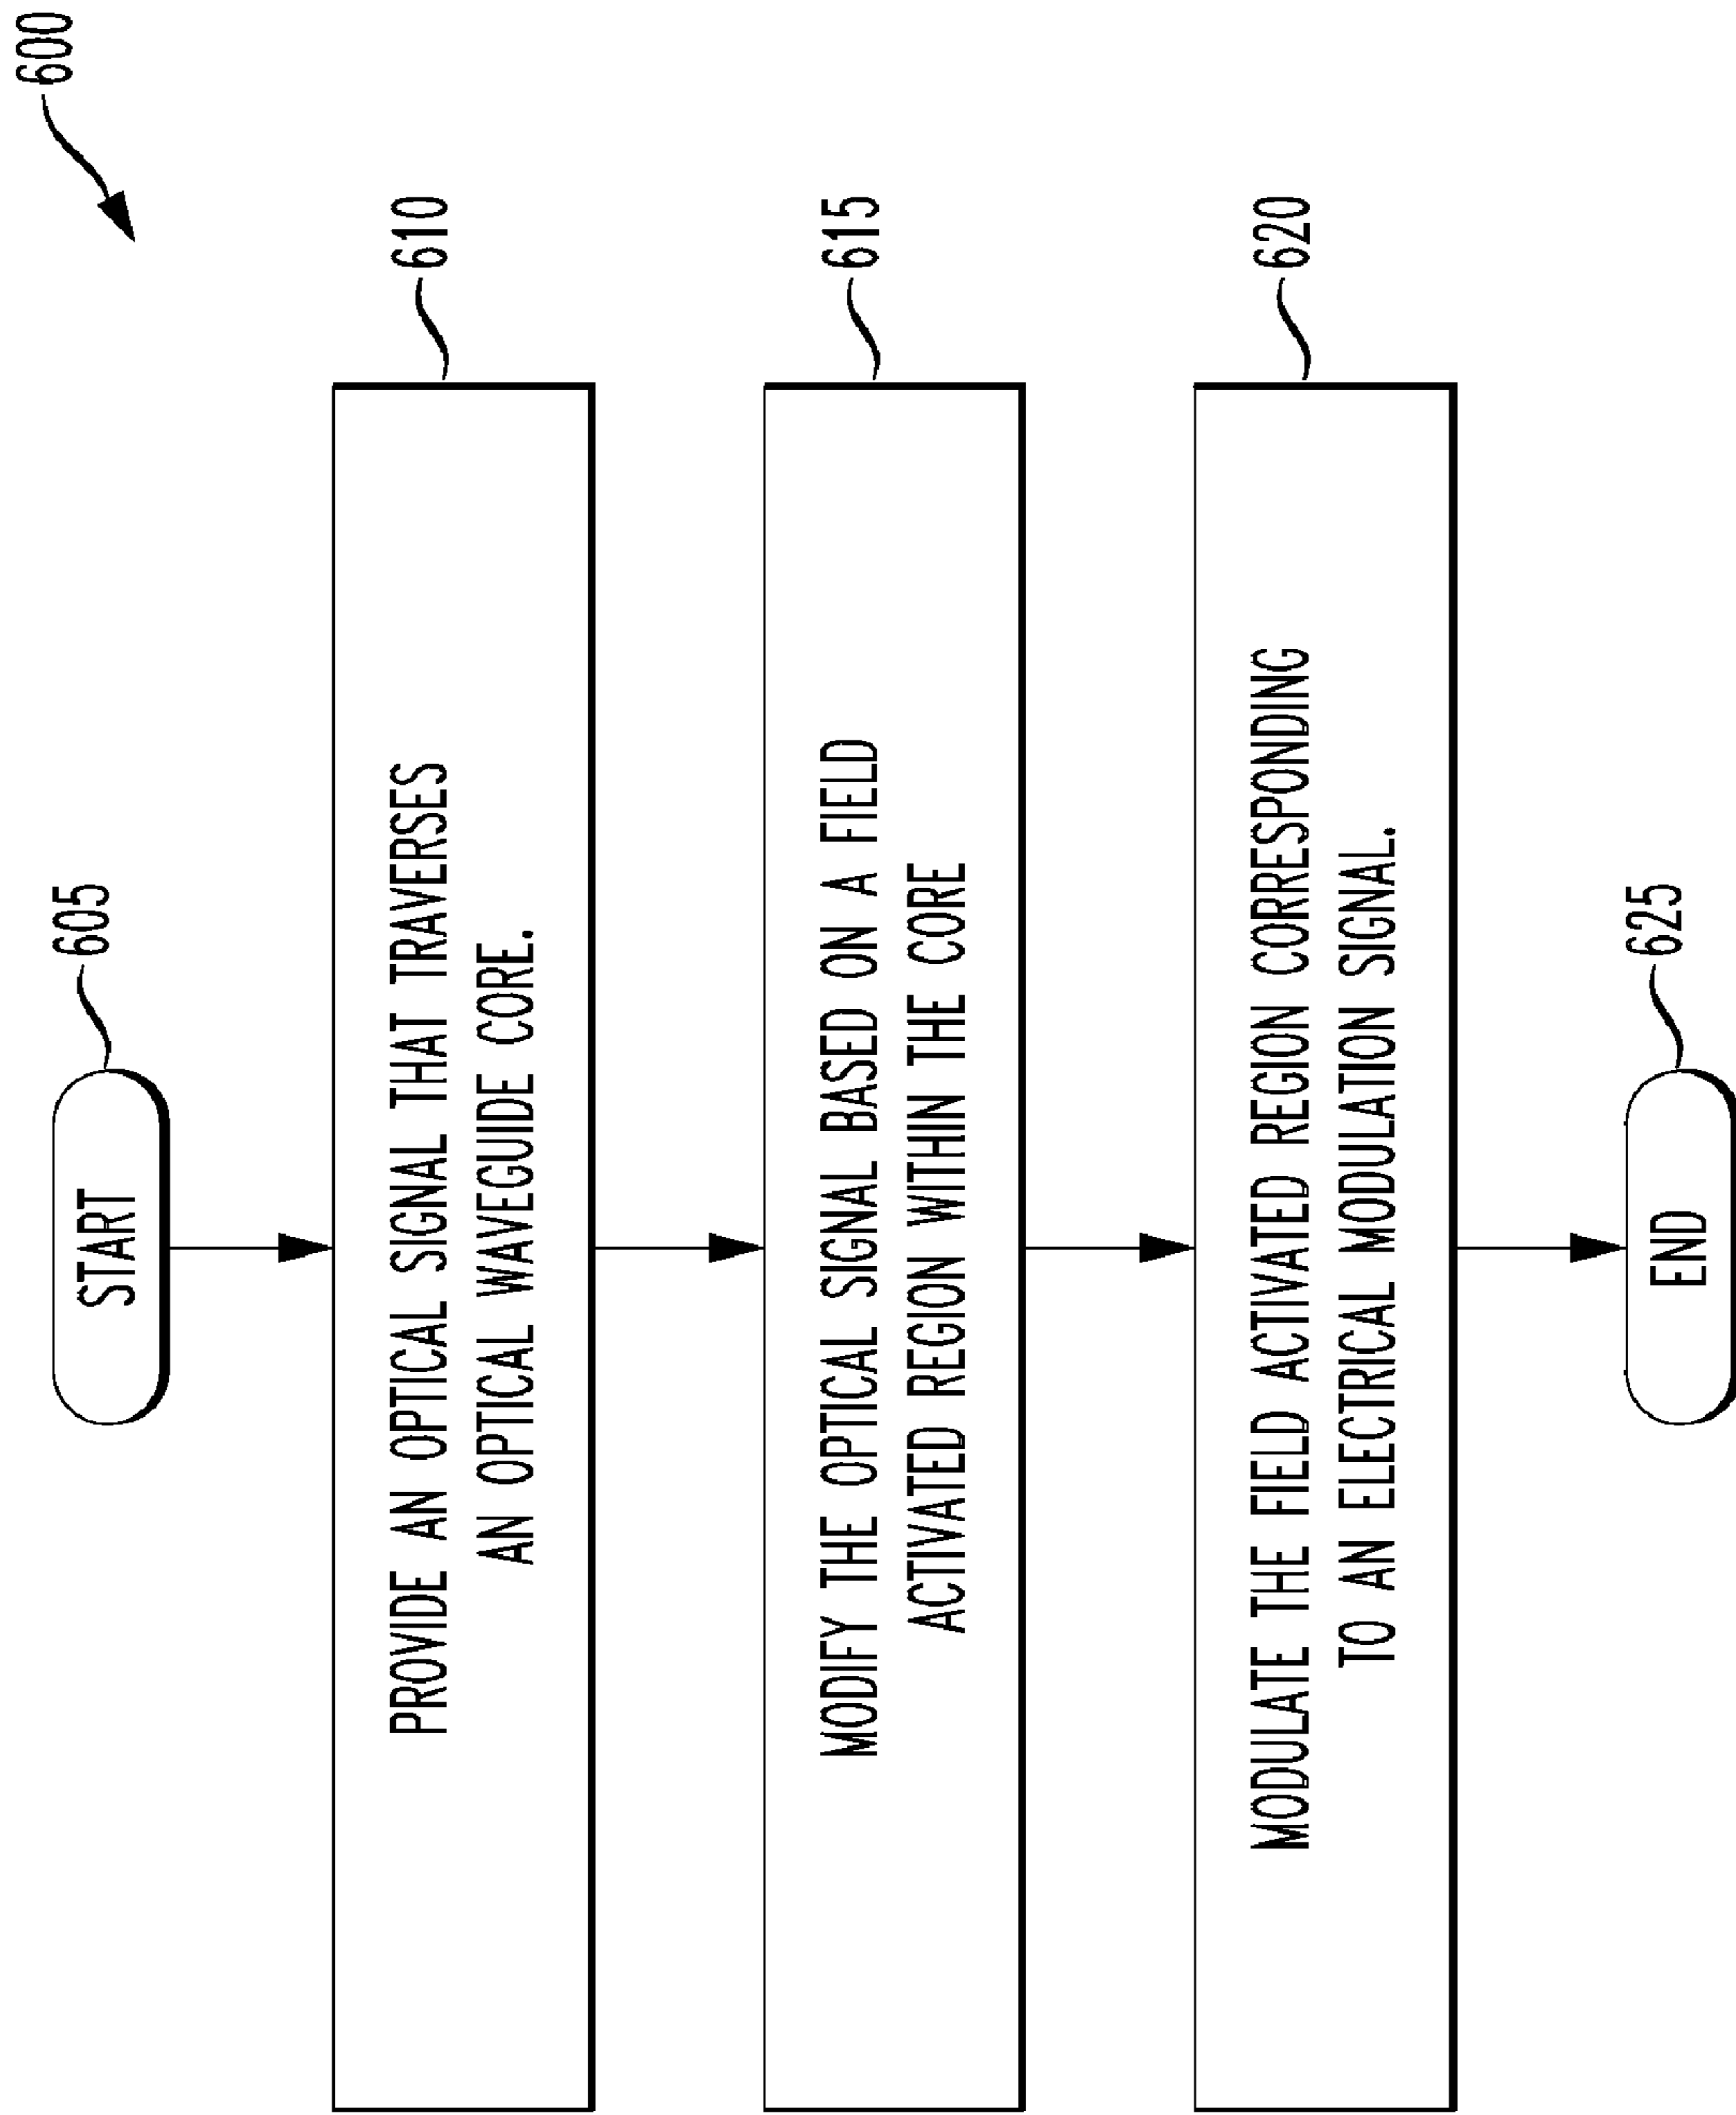 600
START
605
PROVIDE AN OPTICAL SIGNAL THAT TRAVERSES
AN OPTICAL WAVEGUIDE CORE.
610
MODIFY THE OPTICAL SIGNAL BASED ON A FIELD
ACTIVATED REGION WITHIN THE CORE
615
MODULATE THE FIELD ACTIVATED REGION CORRESPONDING
TO AN ELECTRICAL MODULATION SIGNAL.
620
END
625